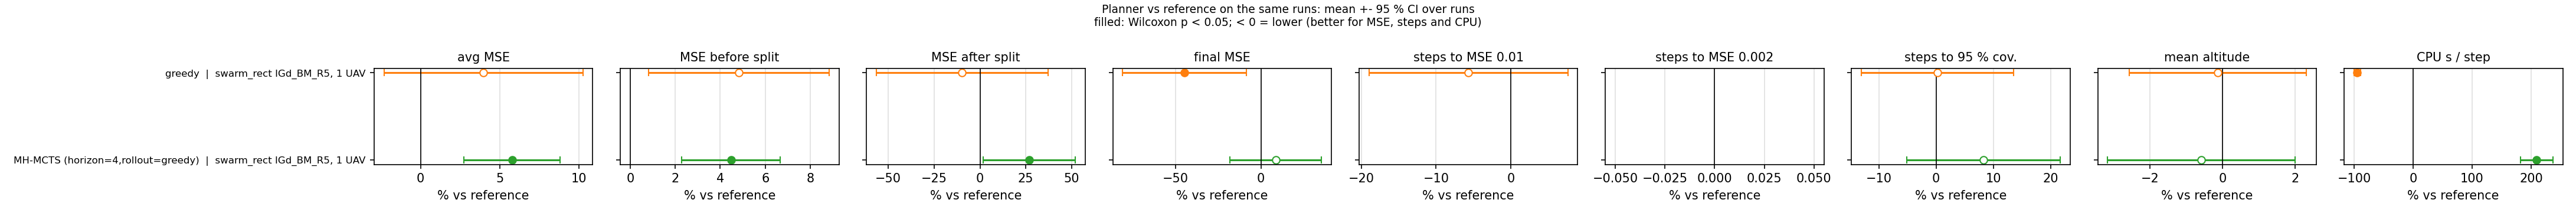 Planner vs reference on the same runs: mean +- 95 % CI over runs
filled: Wilcoxon p < 0.05; < 0 = lower (better for MSE, steps and CPU)
avg MSE
MSE before split
MSE after split
final MSE
steps to MSE 0.01
steps to MSE 0.002
steps to 95 % cov.
mean altitude
CPU s / step
greedy | swarm_rect IGd_BM_R5, 1 UAV
MH-MCTS (horizon=4,rollout=greedy) | swarm_rect IGd_BM_R5, 1 UAV
0 5 10
0 2 4 6 8
−50 −25 0 25 50
−50 0
−20 −10 0
−0.050 −0.025 0.000 0.025 0.050
−10 0 10 20
−2 0 2
−100 0 100 200
% vs reference
% vs reference
% vs reference
% vs reference
% vs reference
% vs reference
% vs reference
% vs reference
% vs reference